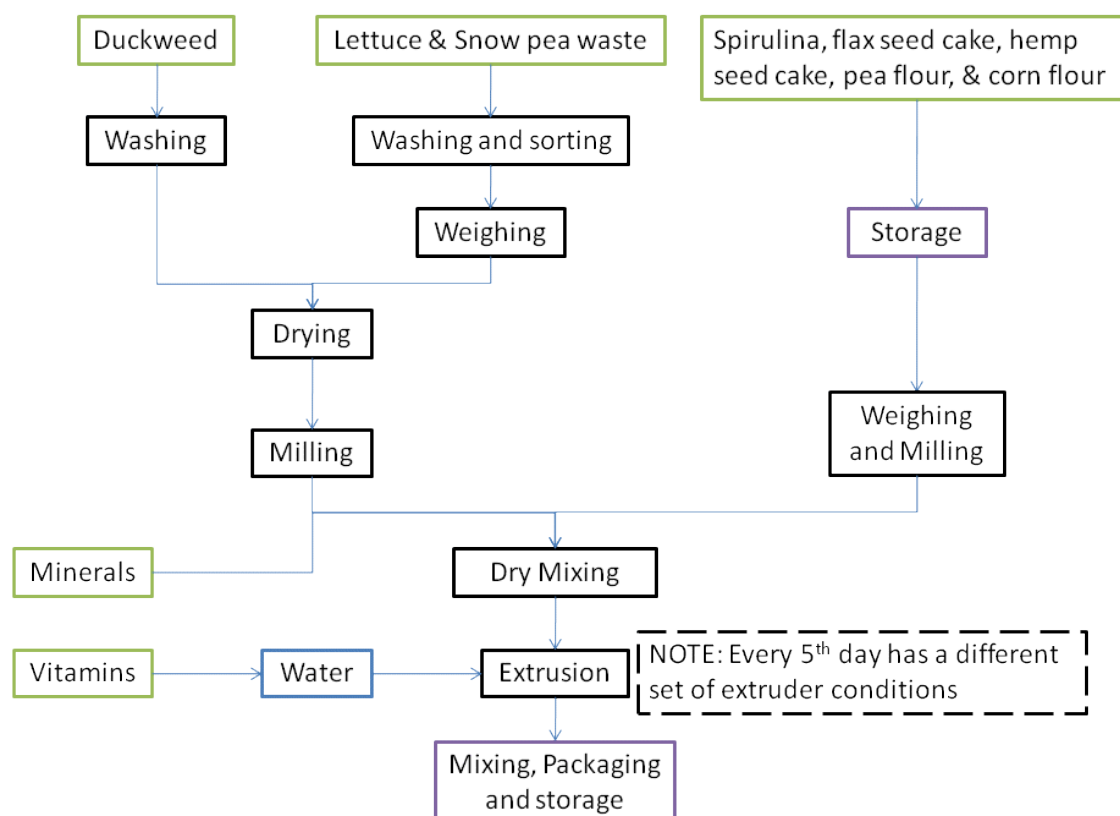 Duckweed
Lettuce & Snow pea waste
Spirulina, flax seed cake, hemp
seed cake, pea flour, & corn flour
Washing
Washing and sorting
Weighing
Storage
Drying
Milling
Weighing
and Milling
Minerals
Dry Mixing
Vitamins
Water
Extrusion
NOTE: Every 5th day has a different
set of extruder conditions
Mixing, Packaging
and storage